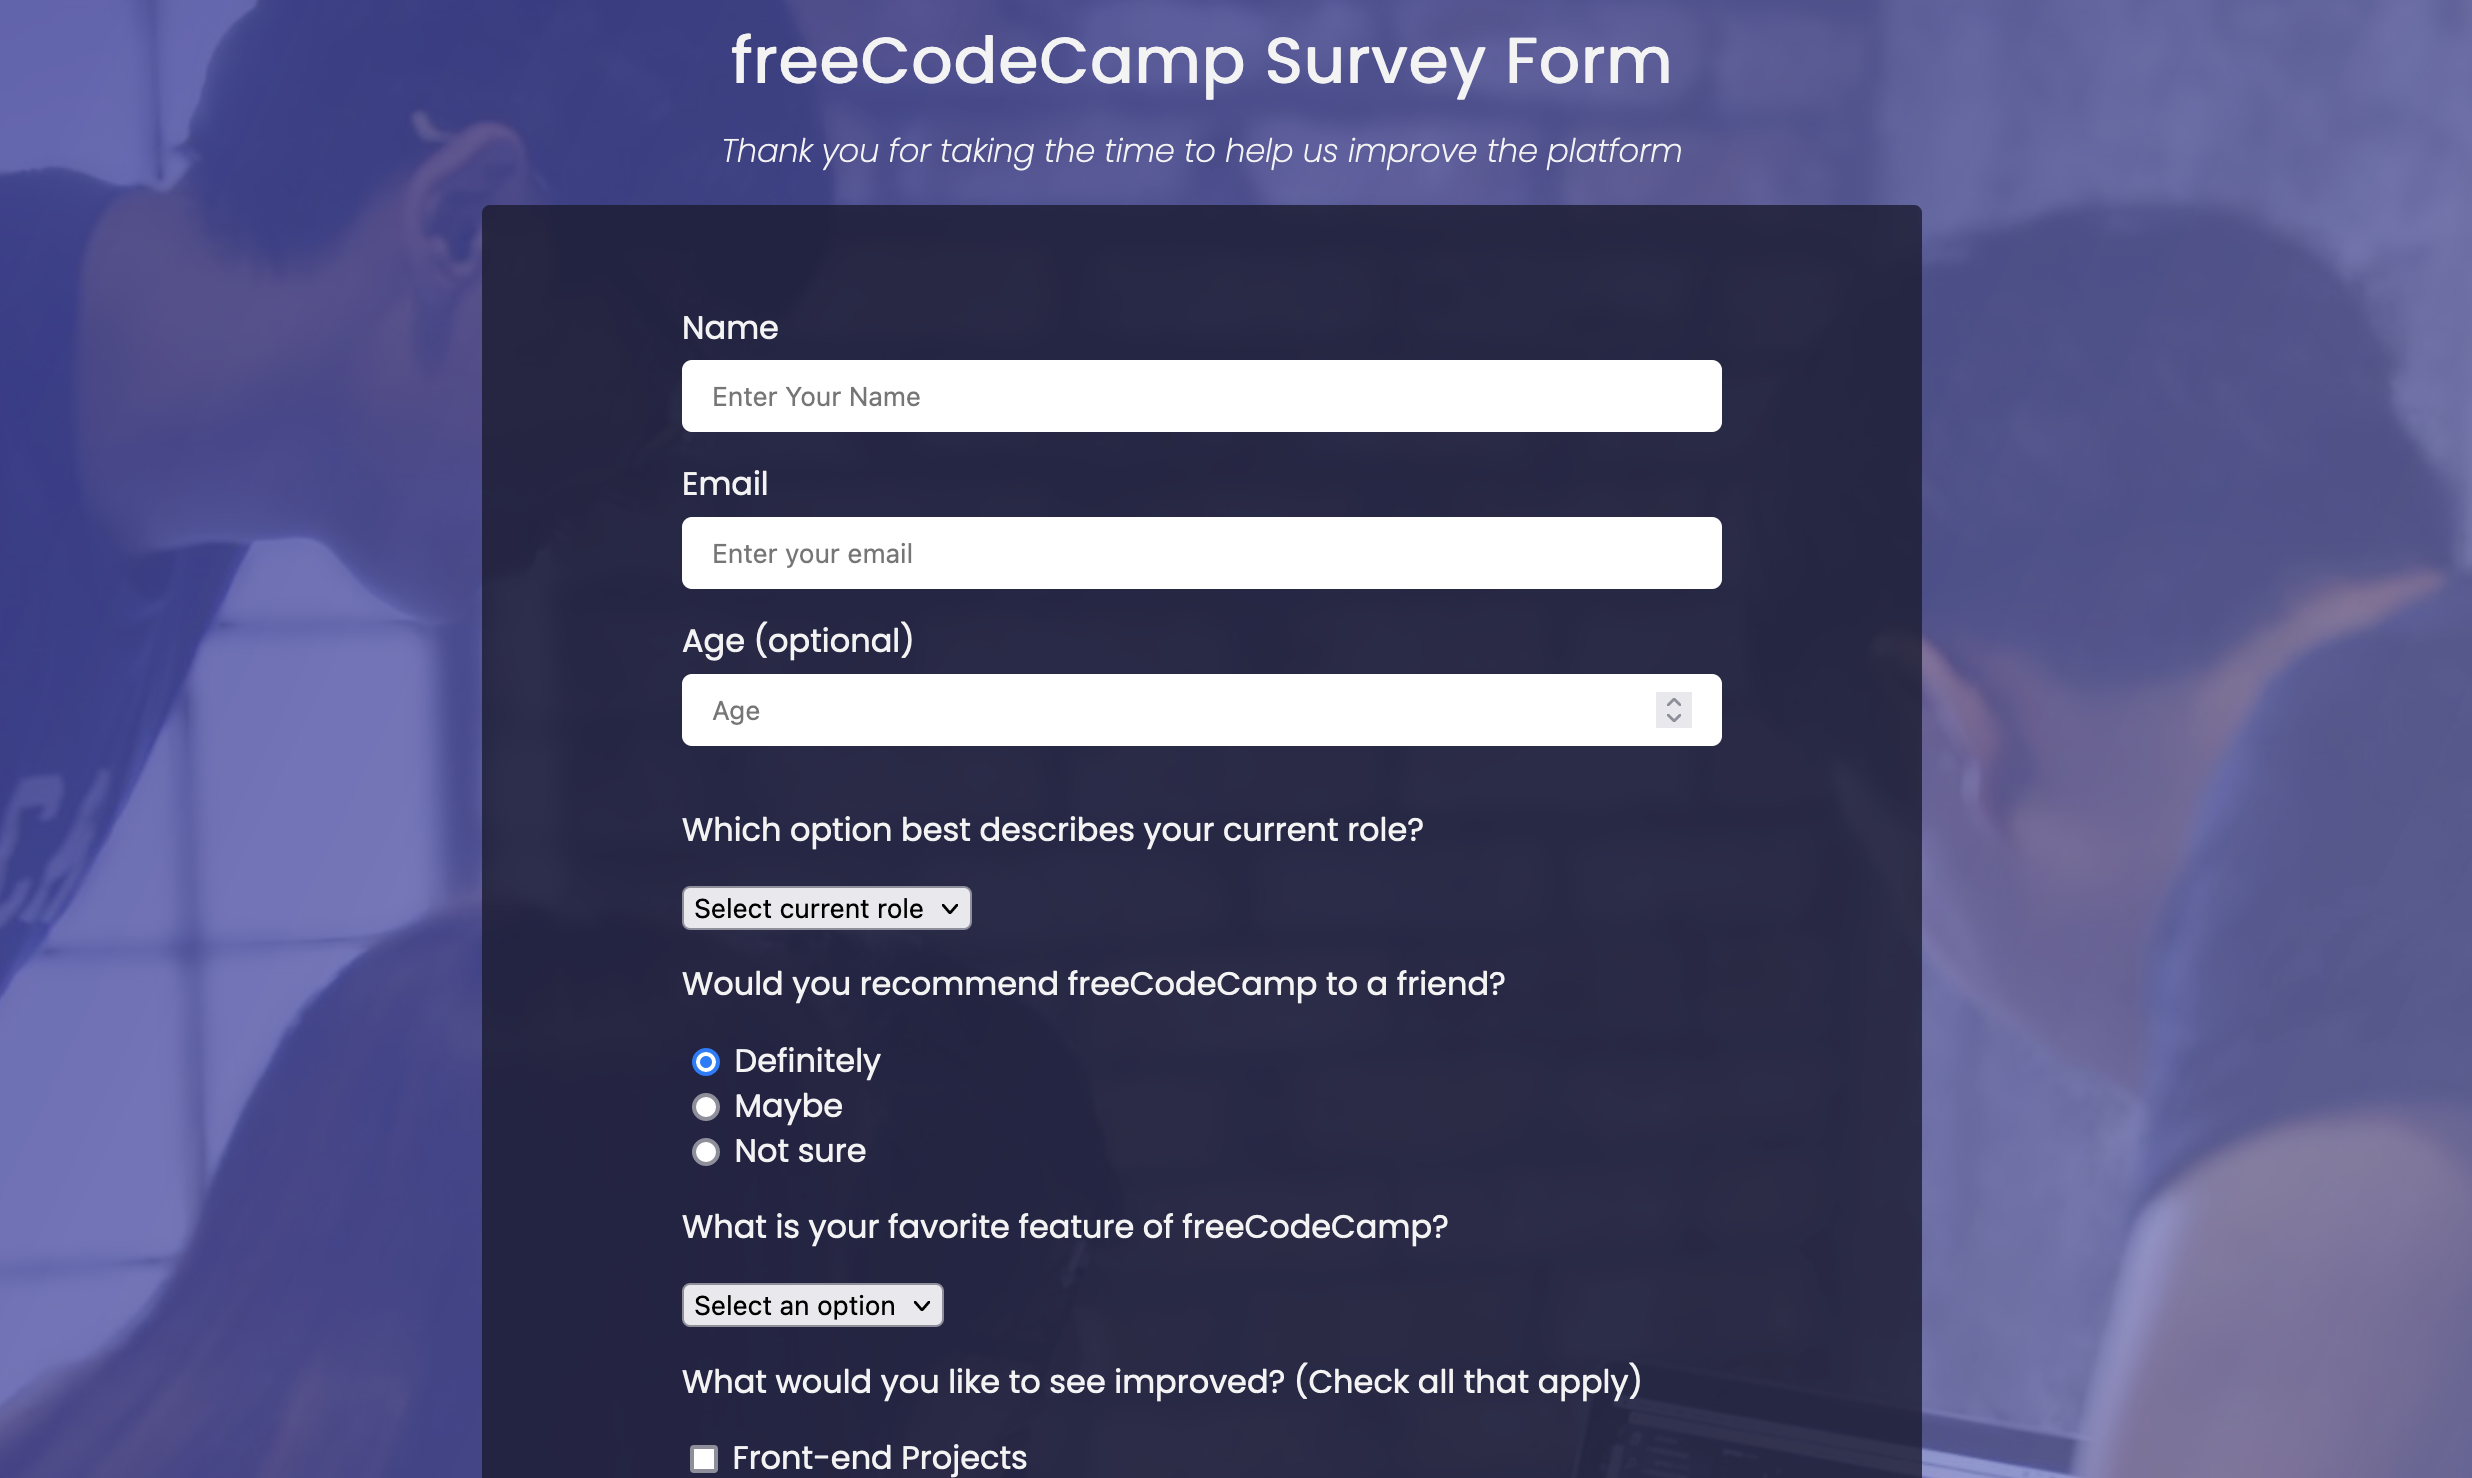 freeCodeCamp Survey Form
Thank you for taking the time to help us improve the platform
Name
Enter Your Name
Email
Enter your email
Age (optional)
Age
Which option best describes your current role?
Select current role
Would you recommend freeCodeCamp to a friend?
Definitely
Maybe
Not sure
What is your favorite feature of freeCodeCamp?
Select an option
What would you like to see improved? (Check all that apply)
Front-end Projects